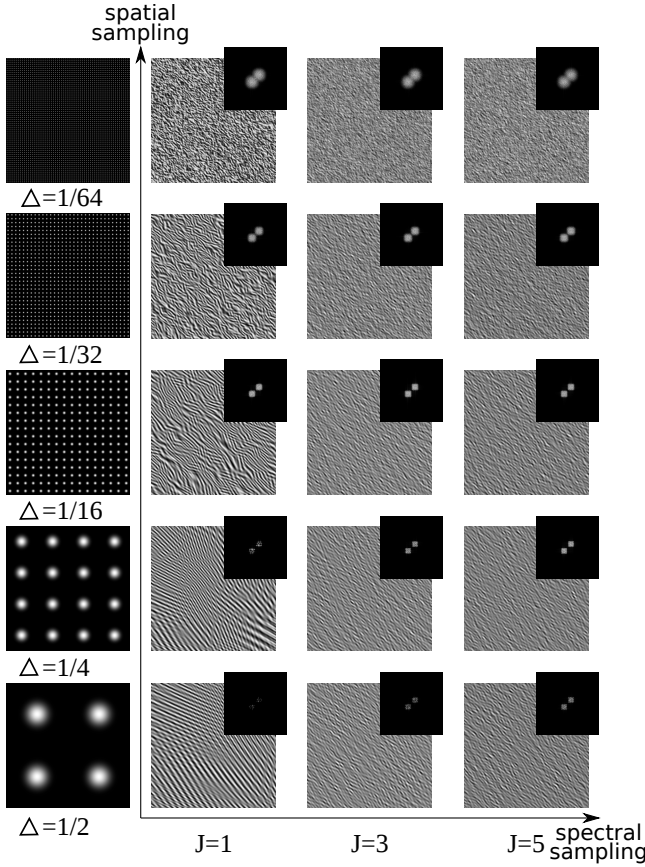 spatial
sampling
△=1/64
△=1/32
△=1/16
△=1/4
△=1/2
J=1
J=3
J=5
spectral
sampling